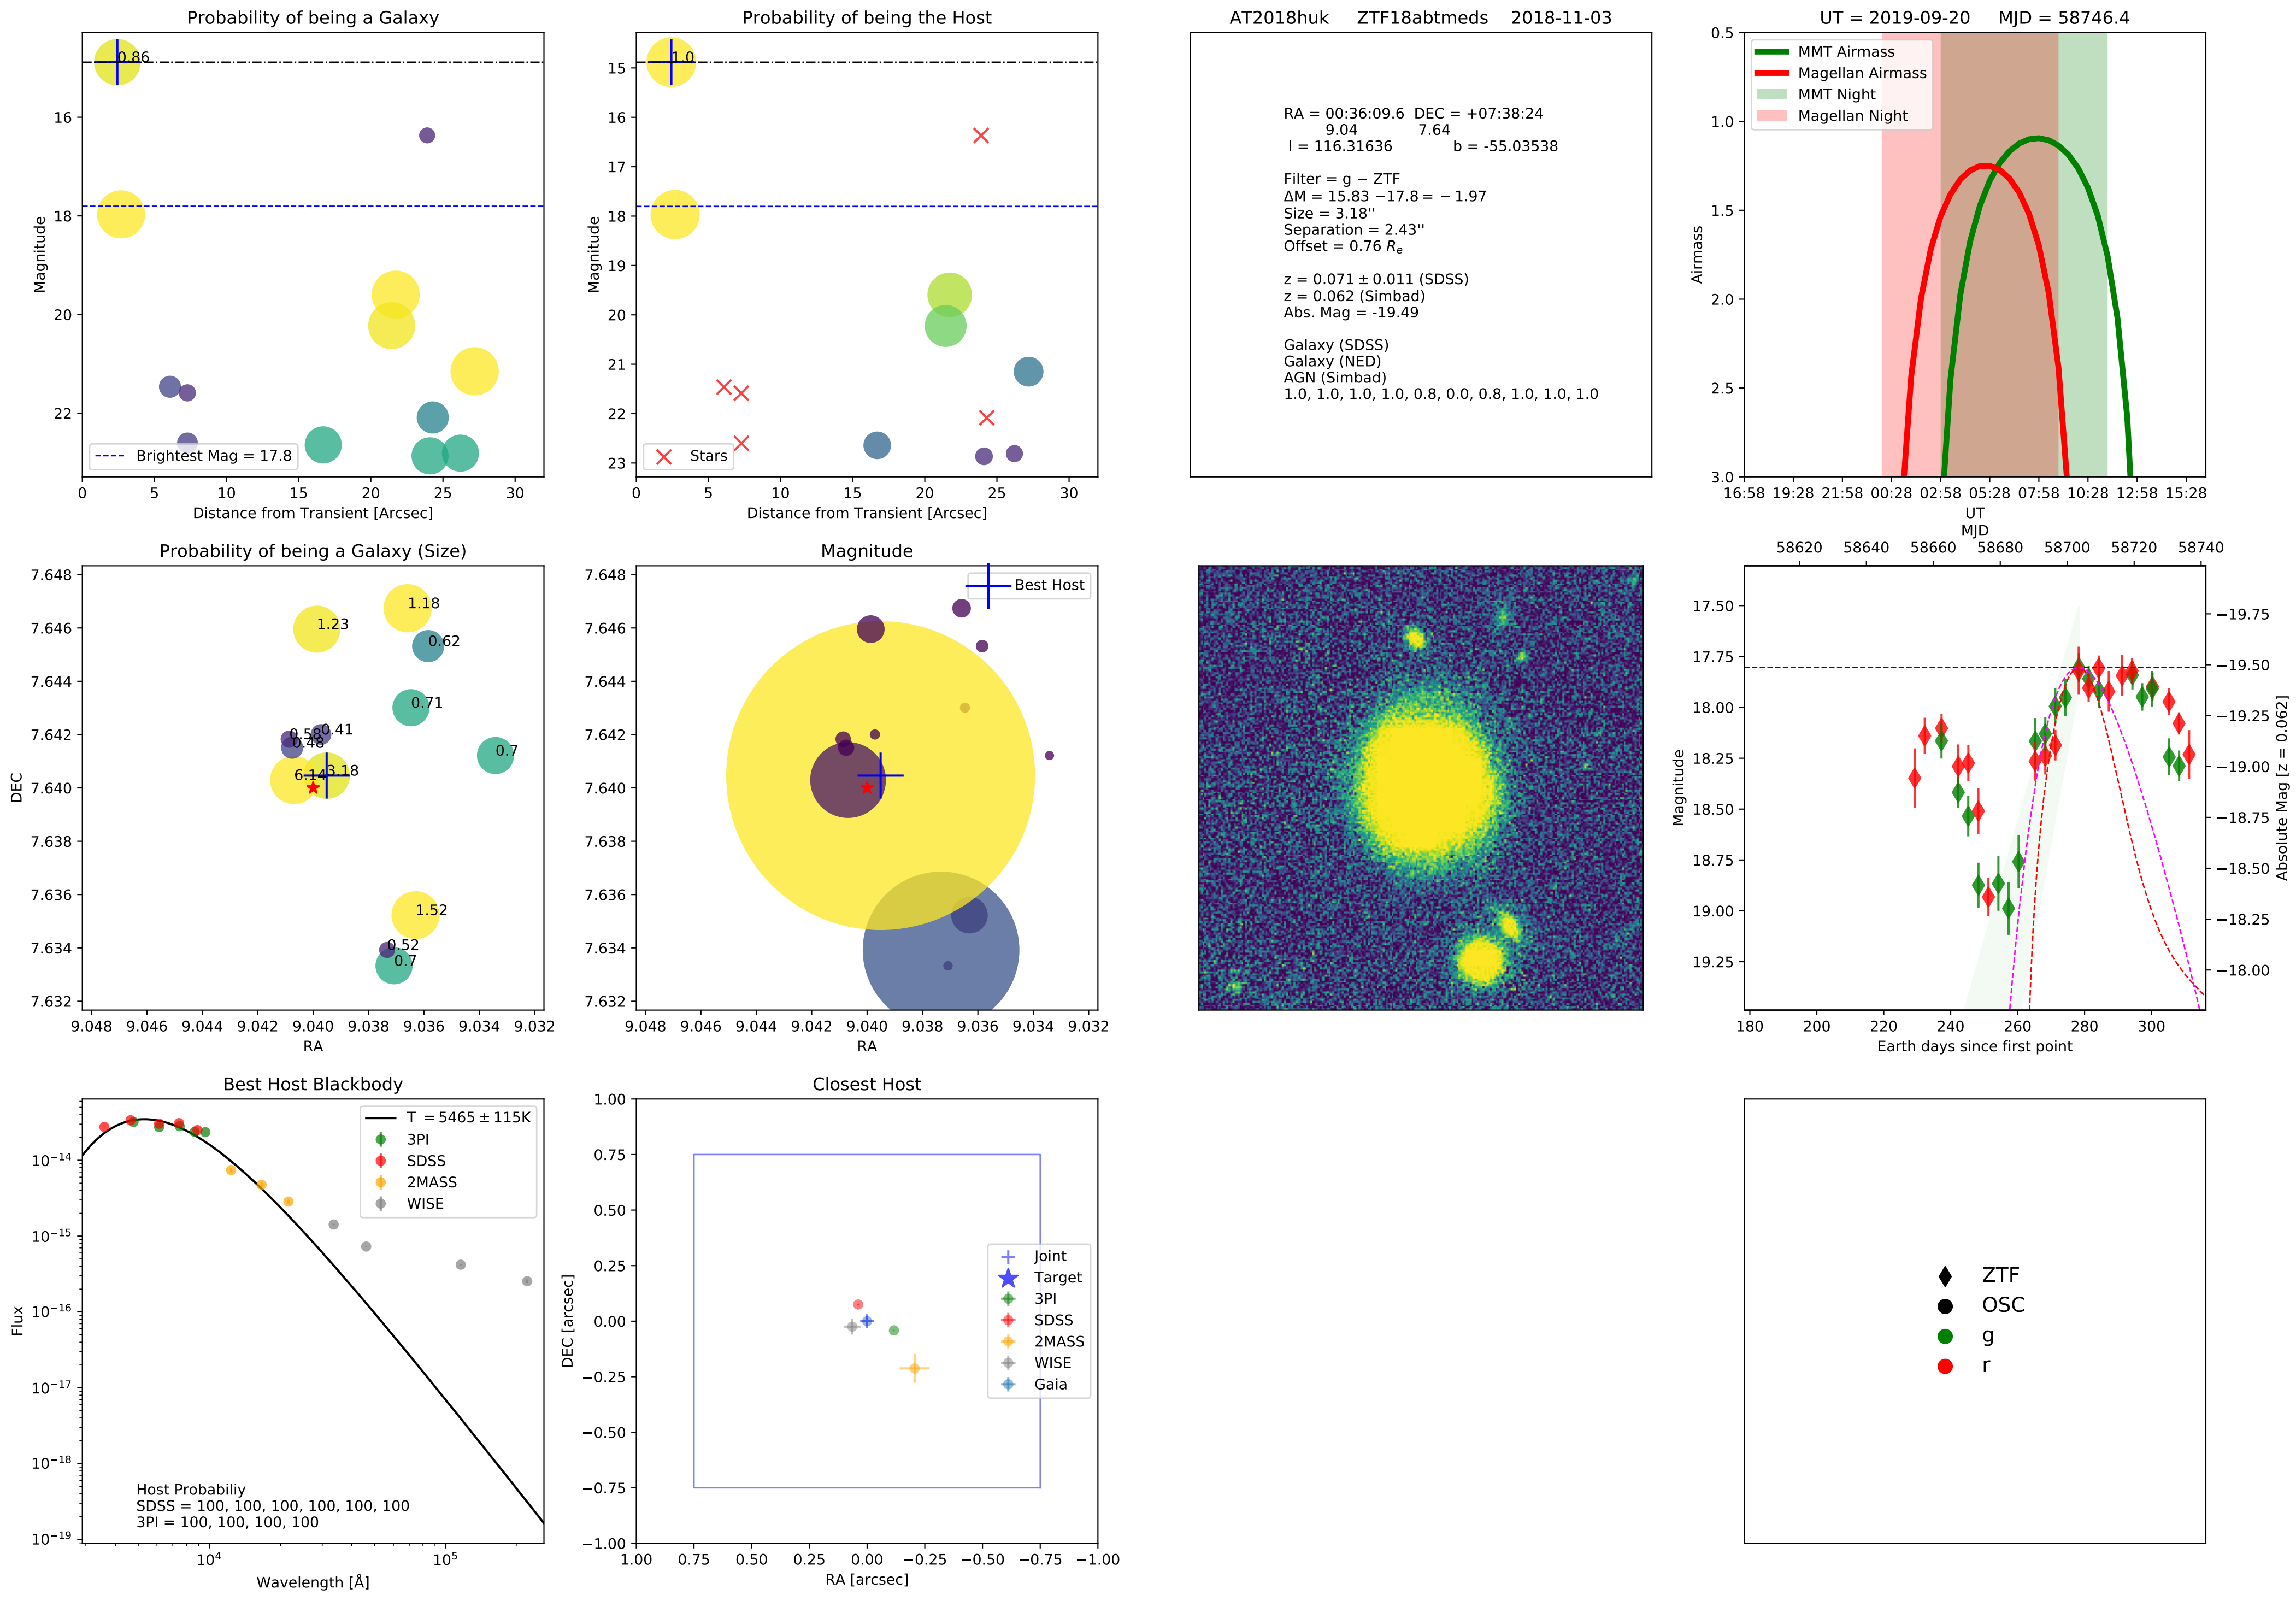 Probability of being a Galaxy
0.86
16
18
20
22
Magnitude
Brightest Mag = 17.8
0 5 10 15 20 25 30
Distance from Transient [Arcsec]
Probability of being the Host
1.0
15
16
17
18
19
20
21
22
23
Magnitude
Stars
0 5 10 15 20 25 30
Distance from Transient [Arcsec]
AT2018huk ZTF18abtmeds 2018-11-03
RA = 00:36:09.6 DEC = +07:38:24
9.04 7.64
l = 116.31636 b = -55.03538
Filter = g − ZTF
ΔM = 15.83 −17.8 = − 1.97
Size = 3.18''
Separation = 2.43''
Offset = 0.76 Re
z = 0.071 ± 0.011 (SDSS)
z = 0.062 (Simbad)
Abs. Mag = -19.49
Galaxy (SDSS)
Galaxy (NED)
AGN (Simbad)
1.0, 1.0, 1.0, 1.0, 0.8, 0.0, 0.8, 1.0, 1.0, 1.0
UT = 2019-09-20 MJD = 58746.4
MMT Airmass
Magellan Airmass
MMT Night
Magellan Night
0.5
1.0
1.5
2.0
2.5
3.0
Airmass
16:58 19:28 21:58 00:28 02:58 05:28 07:58 10:28 12:58 15:28
UT
Probability of being a Galaxy (Size)
7.648
7.646
7.644
7.642
7.640
7.638
7.636
7.634
7.632
DEC
1.18
1.23
0.62
0.71
0.41
0.58
0.48
0.7
6.14
3.18
1.52
0.52
0.7
9.048 9.046 9.044 9.042 9.040 9.038 9.036 9.034 9.032
RA
Magnitude
Best Host
7.648
7.646
7.644
7.642
7.640
7.638
7.636
7.634
7.632
9.048 9.046 9.044 9.042 9.040 9.038 9.036 9.034 9.032
RA
MJD
58620 58640 58660 58680 58700 58720 58740
17.50
17.75
18.00
18.25
18.50
18.75
19.00
19.25
Magnitude
−19.75
−19.50
−19.25
−19.00
−18.75
−18.50
−18.25
−18.00
Absolute Mag [z = 0.062]
180 200 220 240 260 280 300
Earth days since first point
Best Host Blackbody
T = 5465 ± 115K
3PI
SDSS
2MASS
WISE
10−14
10−15
10−16
10−17
10−18
10−19
Flux
Host Probabiliy
SDSS = 100, 100, 100, 100, 100, 100
3PI = 100, 100, 100, 100
104 105
Wavelength [Å]
Closest Host
1.00
0.75
0.50
0.25
0.00
−0.25
−0.50
−0.75
−1.00
DEC [arcsec]
Joint
Target
3PI
SDSS
2MASS
WISE
Gaia
1.00 0.75 0.50 0.25 0.00 −0.25 −0.50 −0.75 −1.00
RA [arcsec]
ZTF
OSC
g
r